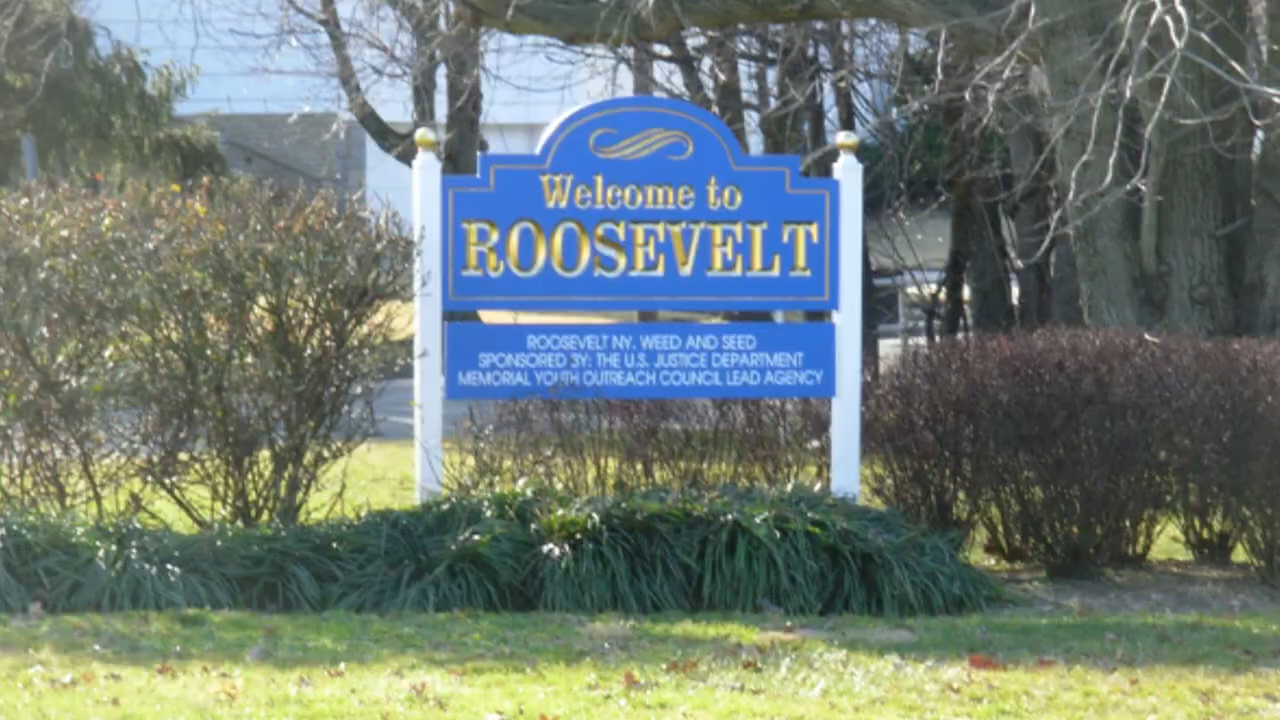 Welcome to
ROOSEVELT
ROOSEVELT NY. WEED AND SEED
SPONSORED BY: THE U.S. JUSTICE DEPARTMENT
MEMORIAL YOUTH OUTREACH COUNCIL LEAD AGENCY